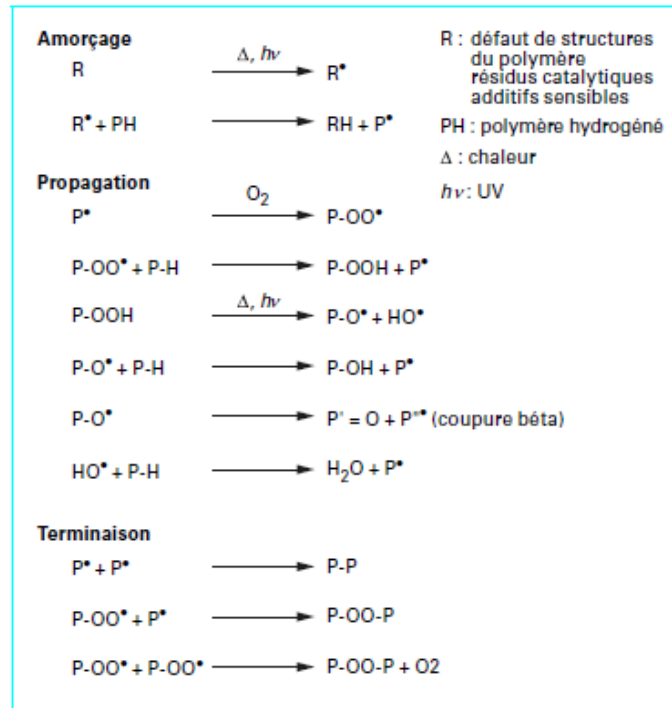 Amorçage
R Δ, hν R•
R• + PH RH + P•
R : défaut de structures
du polymère
résidus catalytiques
additifs sensibles
PH : polymère hydrogéné
Δ : chaleur
hν : UV
Propagation
P• O₂ P-OO•
P-OO• + P-H P-OOH + P•
P-OOH Δ, hν P-O• + HO•
P-O• + P-H P-OH + P•
P-O• P' = O + P"• (coupure béta)
HO• + P-H H₂O + P•
Terminaison
P• + P• P-P
P-OO• + P• P-OO-P
P-OO• + P-OO• P-OO-P + O2